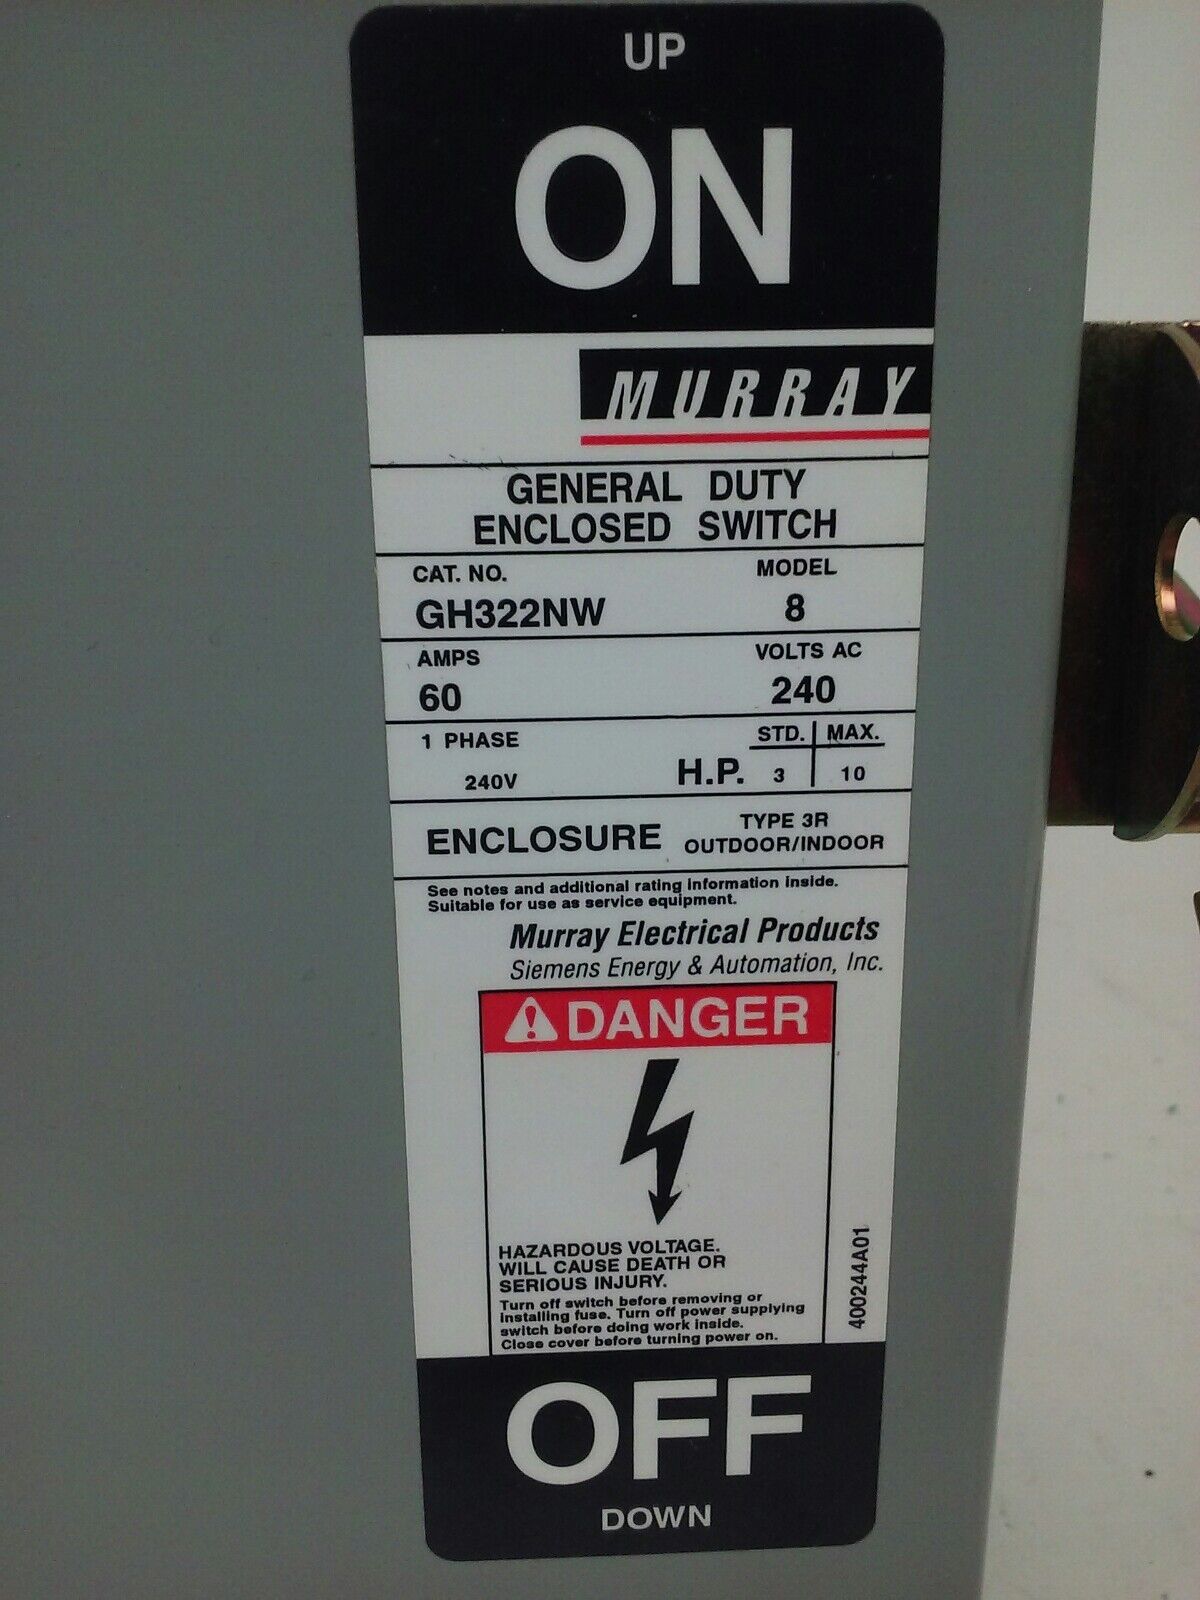 UP
ON
MURRAY
GENERAL DUTY
ENCLOSED SWITCH
CAT. NO. MODEL
GH322NW 8
AMPS VOLTS AC
60 240
1 PHASE STD. MAX.
240V H.P. 3 10
ENCLOSURE TYPE 3R
OUTDOOR/INDOOR
See notes and additional rating information inside.
Suitable for use as service equipment.
Murray Electrical Products
Siemens Energy & Automation, Inc.
DANGER
HAZARDOUS VOLTAGE.
WILL CAUSE DEATH OR
SERIOUS INJURY.
Turn off switch before removing or
installing fuse. Turn off power supplying
switch before doing work inside.
Close cover before turning power on.
400244A01
OFF
DOWN